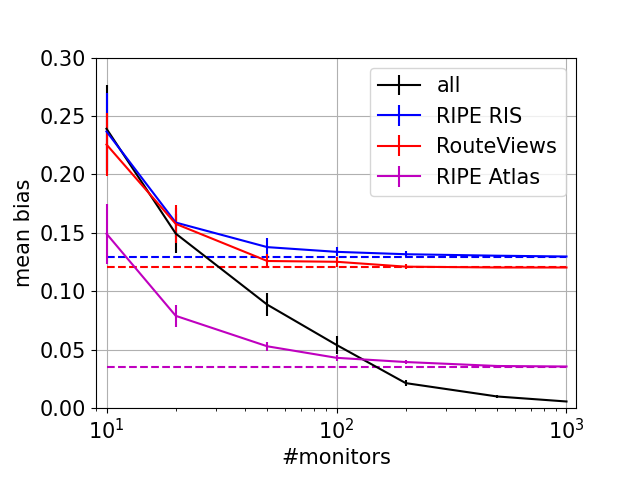 0.30
0.25
0.20
0.15
0.10
0.05
0.00
mean bias
10^1
10^2
10^3
#monitors
all
RIPE RIS
RouteViews
RIPE Atlas